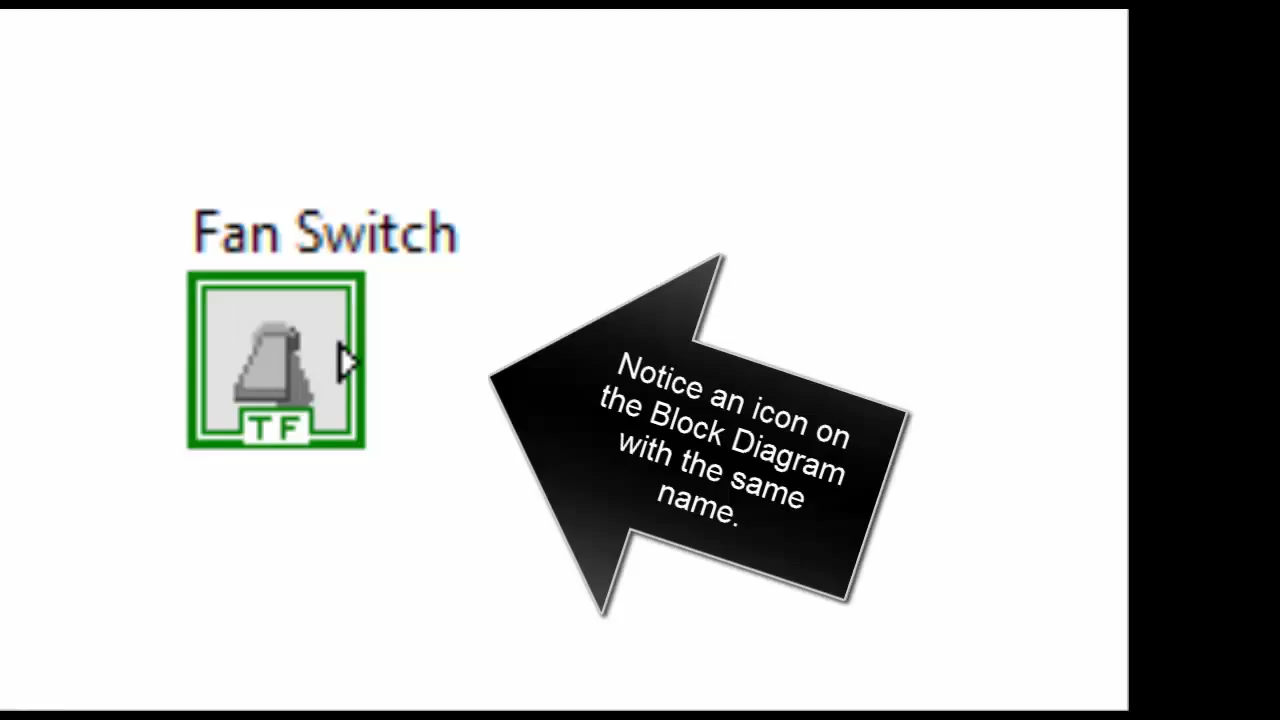 Fan Switch
TF
Notice an icon on
the Block Diagram
with the same
name.